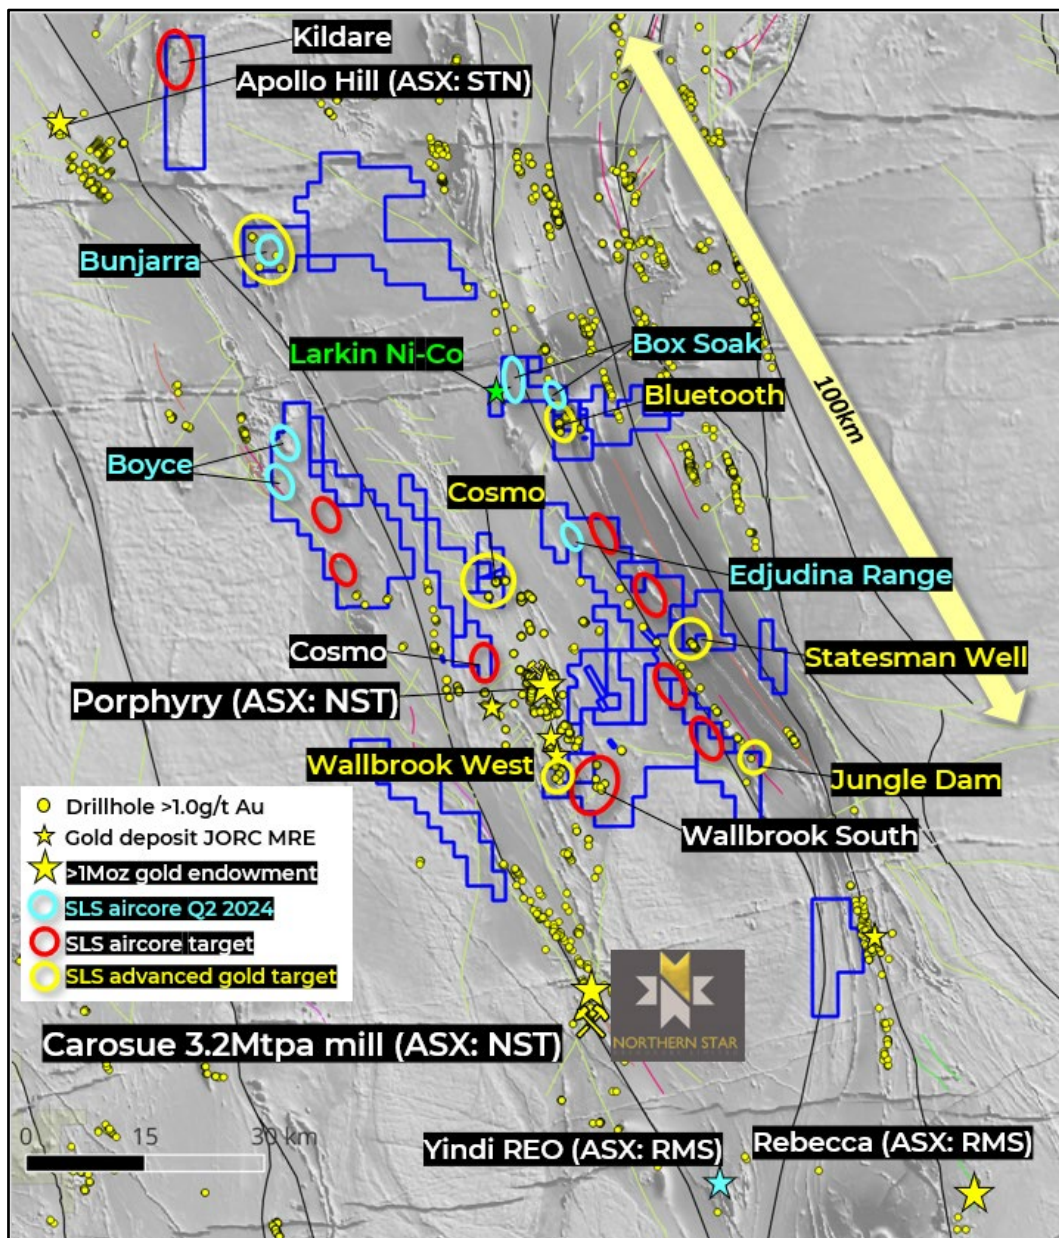 Kildare
Apollo Hill (ASX: STN)
Bunjarra
Larkin Ni-Co
Box Soak
Bluetooth
100km
Boyce
Cosmo
Edjudina Range
Cosmo
Statesman Well
Porphyry (ASX: NST)
Wallbrook West
Jungle Dam
Wallbrook South
Drillhole >1.0g/t Au
Gold deposit JORC MRE
>1Moz gold endowment
SLS aircore Q2 2024
SLS aircore target
SLS advanced gold target
NORTHERN STAR
Carosue 3.2Mtpa mill (ASX: NST)
0 15 30 km
Yindi REO (ASX: RMS)
Rebecca (ASX: RMS)